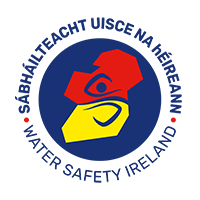 SÁBHÁILTEACHT UISCE NA hÉIREANN
WATER SAFETY IRELAND